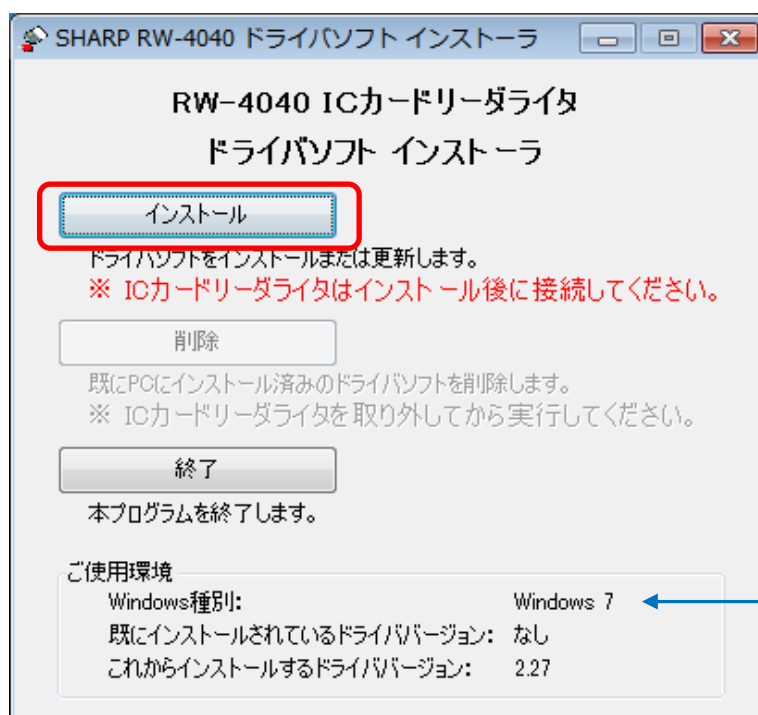 SHARP RW-4040 ドライバソフト インストーラ
RW-4040 ICカードリーダライタ
ドライバソフト インストーラ
インストール
ドライバソフトをインストールまたは更新します。
※ ICカードリーダライタはインストール後に接続してください。
削除
既にPCにインストール済みのドライバソフトを削除します。
※ ICカードリーダライタを取り外してから実行してください。
終了
本プログラムを終了します。
ご使用環境
Windows種別: Windows 7
既にインストールされているドライババージョン: なし
これからインストールするドライババージョン: 2.27